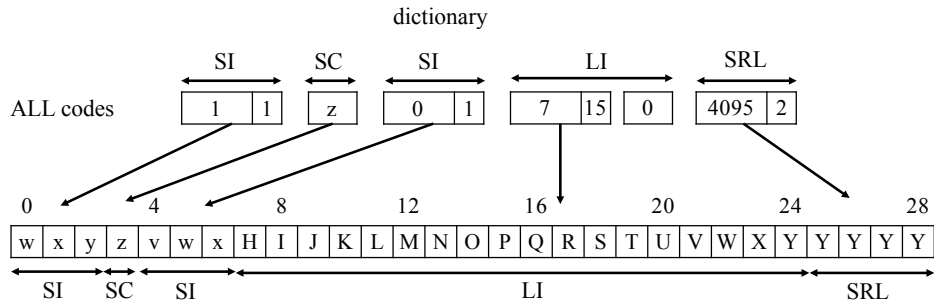 dictionary
SI SC SI LI SRL
ALL codes 1 1 z 0 1 7 15 0 4095 2
0 4 8 12 16 20 24 28
w x y z v w x H I J K L M N O P Q R S T U V W X Y Y Y Y Y
SI SC SI LI SRL